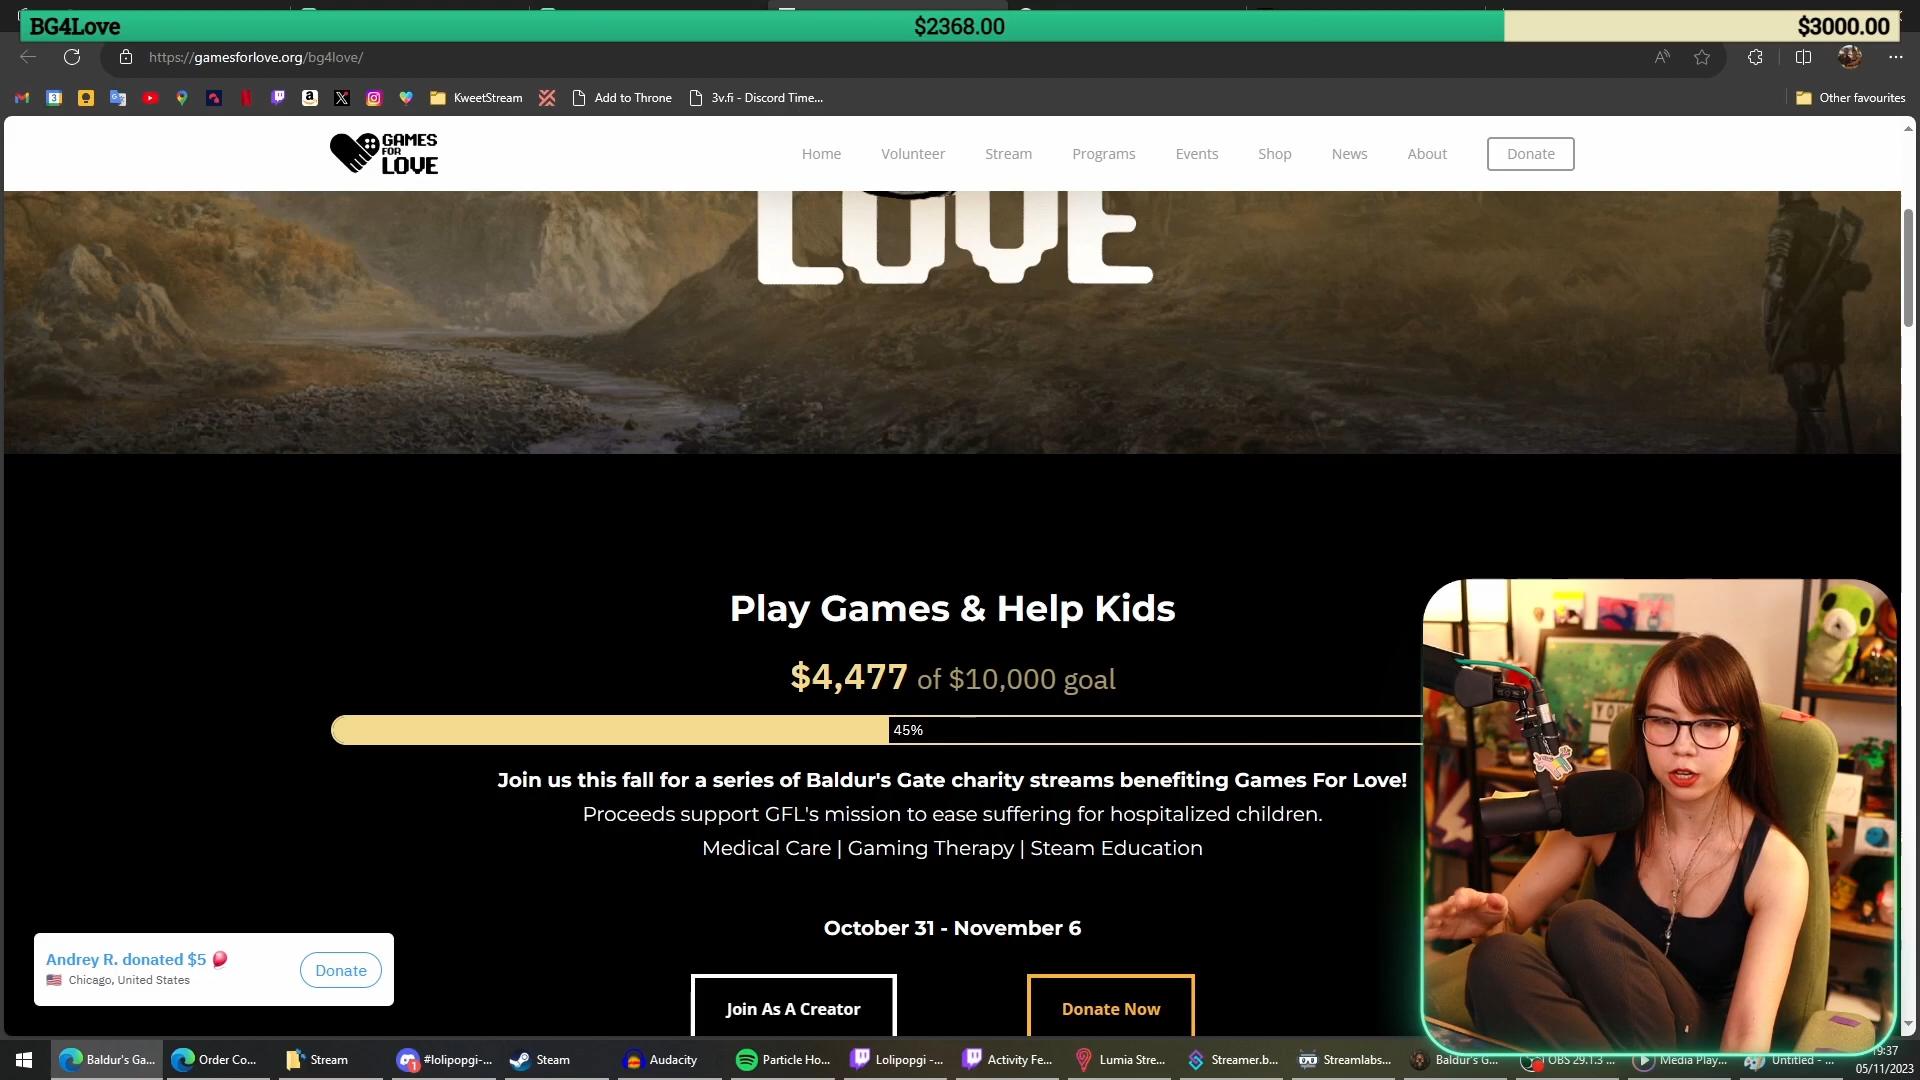 BG4Love
$2368.00
$3000.00
https://gamesforlove.org/bg4love/
KweetStream
Add to Throne
3v.fi - Discord Time...
Other favourites
GAMES
FOR
LOVE
Home
Volunteer
Stream
Programs
Events
Shop
News
About
Donate
LOVE
Play Games & Help Kids
$4,477 of $10,000 goal
45%
Join us this fall for a series of Baldur's Gate charity streams benefiting Games For Love!
Proceeds support GFL's mission to ease suffering for hospitalized children.
Medical Care | Gaming Therapy | Steam Education
October 31 - November 6
Andrey R. donated $5
Chicago, United States
Donate
Join As A Creator
Donate Now
Baldur's Ga...
Order Co...
Stream
#lolipopgi-...
Steam
Audacity
Particle Ho...
Lolipopgi -...
Activity Fe...
Lumia Stre...
Streamer.b...
Streamlabs...
Baldur's G...
OBS 29.1.3 ...
Media Play...
Untitled - ...
19:37
05/11/2023